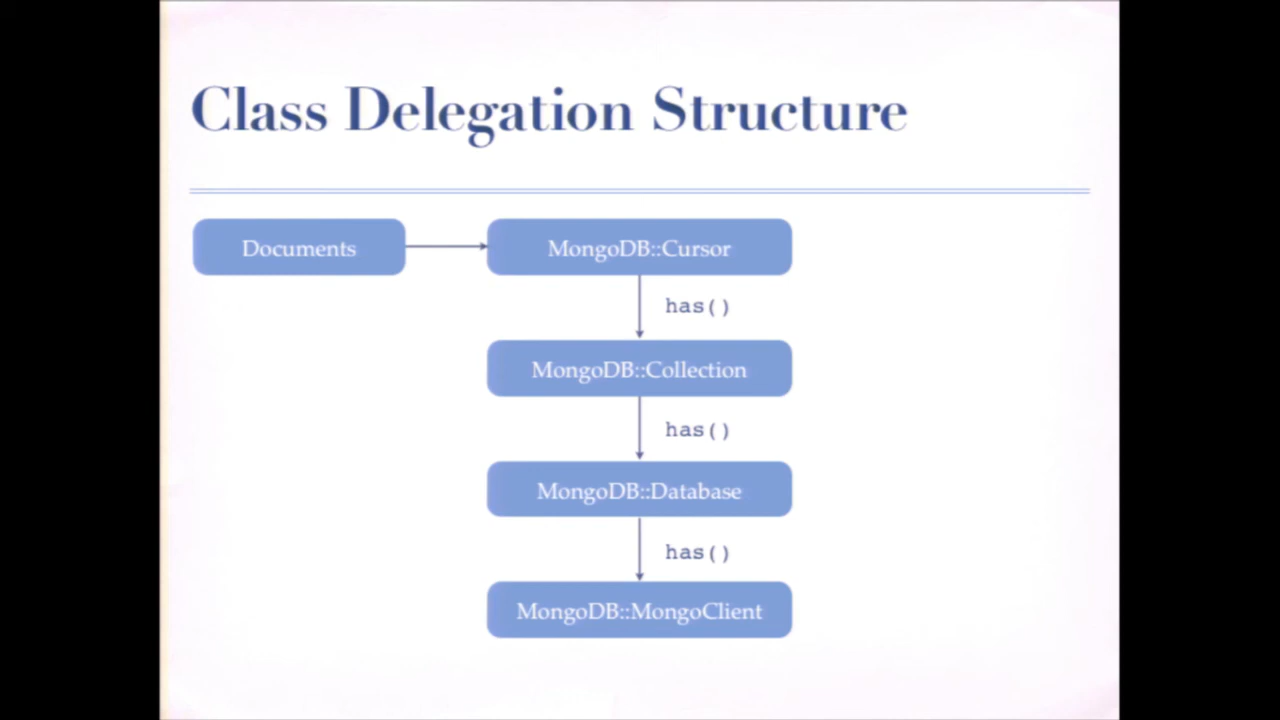 Class Delegation Structure
Documents
MongoDB::Cursor
has()
MongoDB::Collection
has()
MongoDB::Database
has()
MongoDB::MongoClient